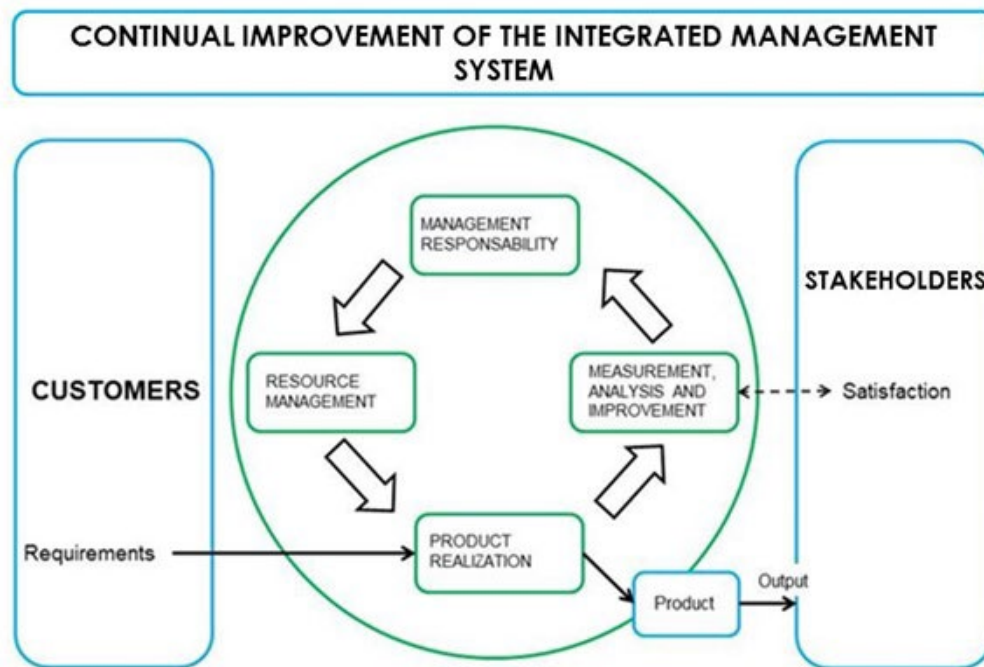 CONTINUAL IMPROVEMENT OF THE INTEGRATED MANAGEMENT
SYSTEM
MANAGEMENT
RESPONSABILITY
STAKEHOLDERS
CUSTOMERS
RESOURCE
MANAGEMENT
MEASUREMENT,
ANALYSIS AND
IMPROVEMENT
Satisfaction
Requirements
PRODUCT
REALIZATION
Product
Output